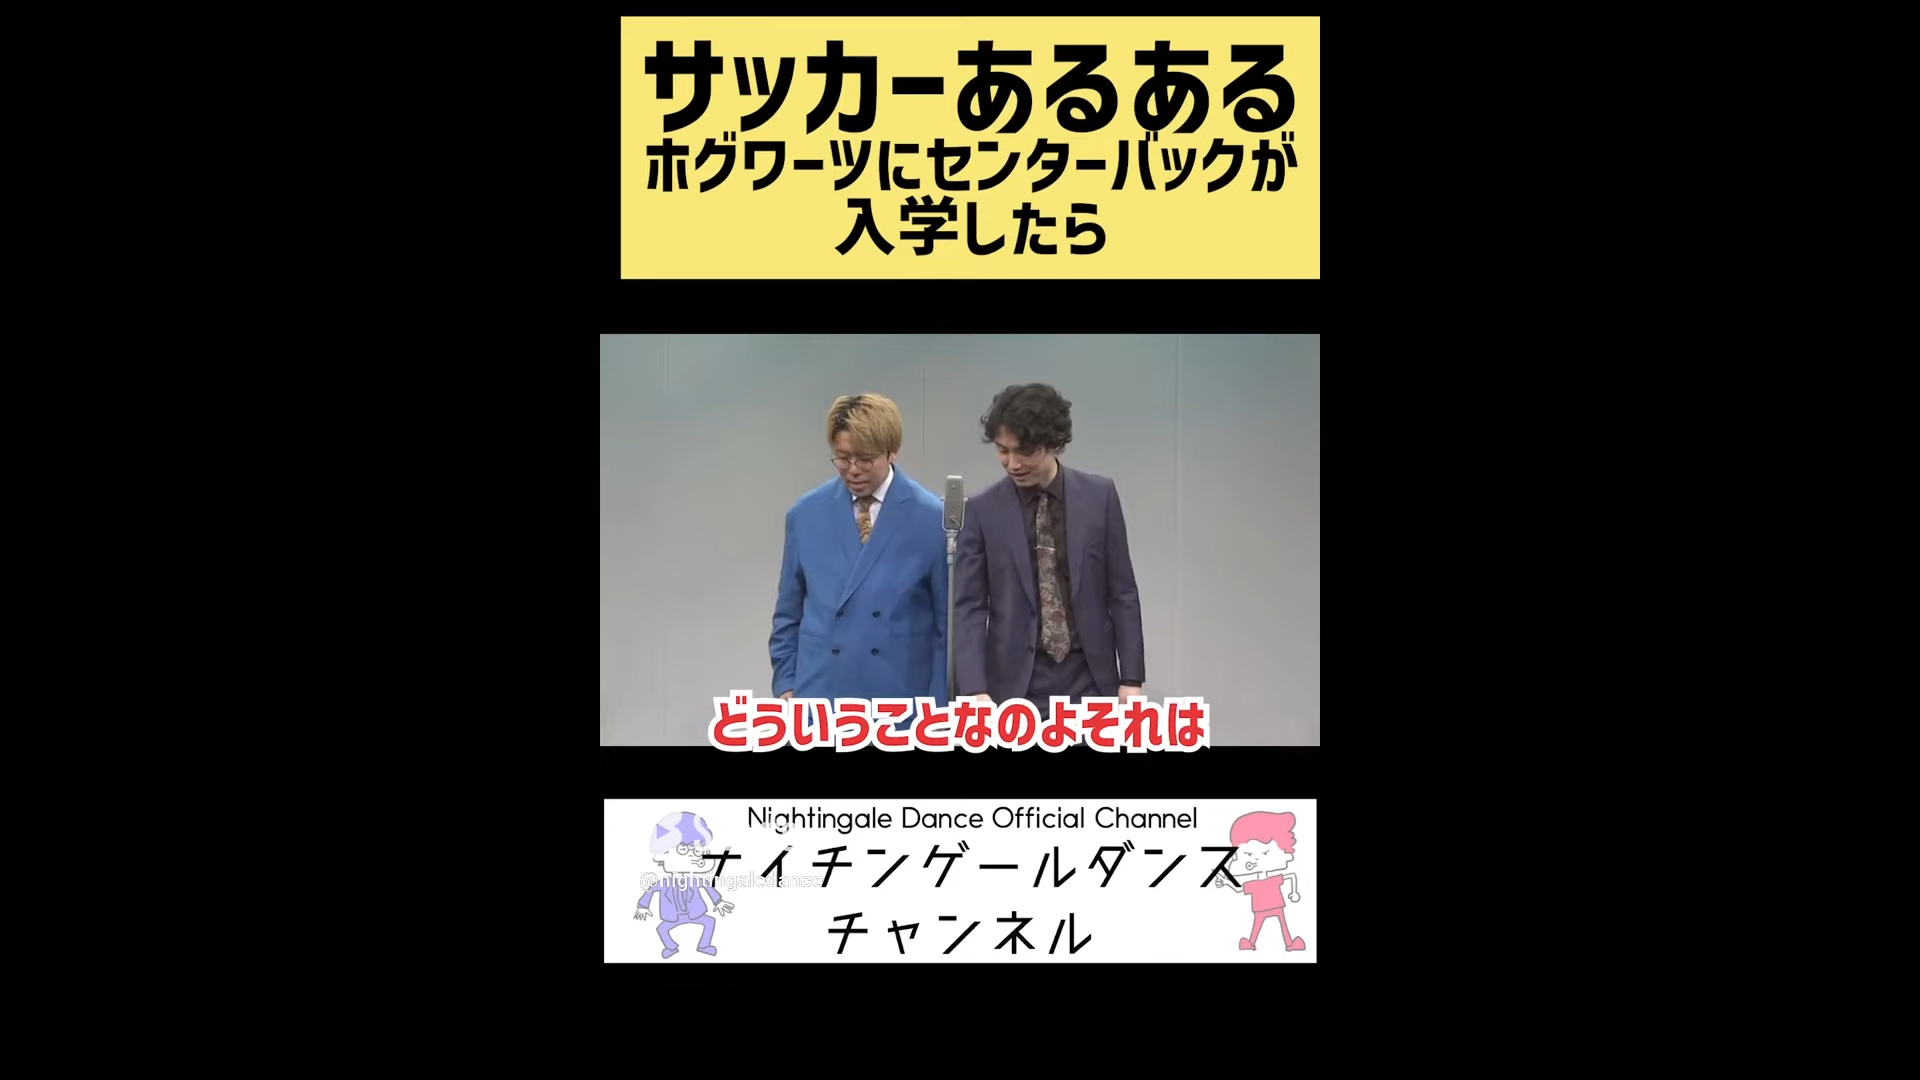 サッカーあるある
ホグワーツにセンターバックが
入学したら
どういうことなのよそれは
Nightingale Dance Official Channel
ナイチンゲールダンス
@nightingaledance
チャンネル